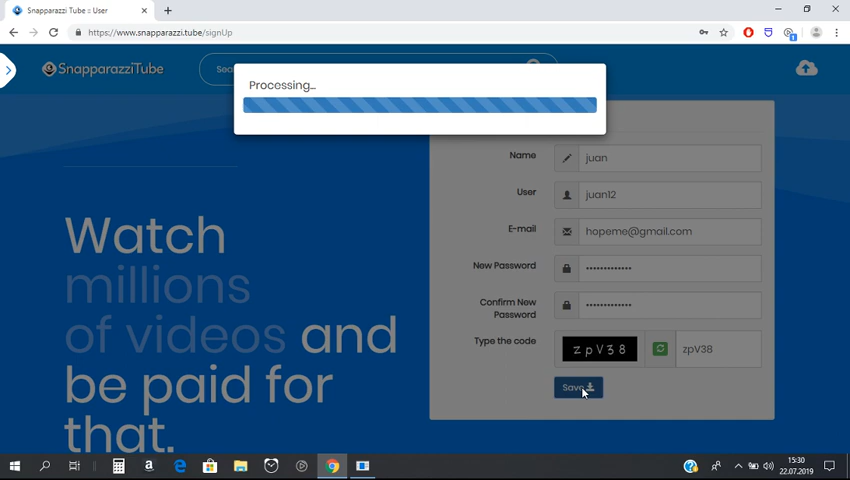 Snapparazzi Tube :: User
https://www.snapparazzi.tube/signUp
SnapparazziTube
Sea
Processing...
Name
juan
User
juan12
E-mail
hopeme@gmail.com
New Password
•••••••••••••
Confirm New
Password
•••••••••••••
Type the code
zpV38
zpV38
Save
Watch
millions
of videos and
be paid for
that.
15:30
22.07.2019